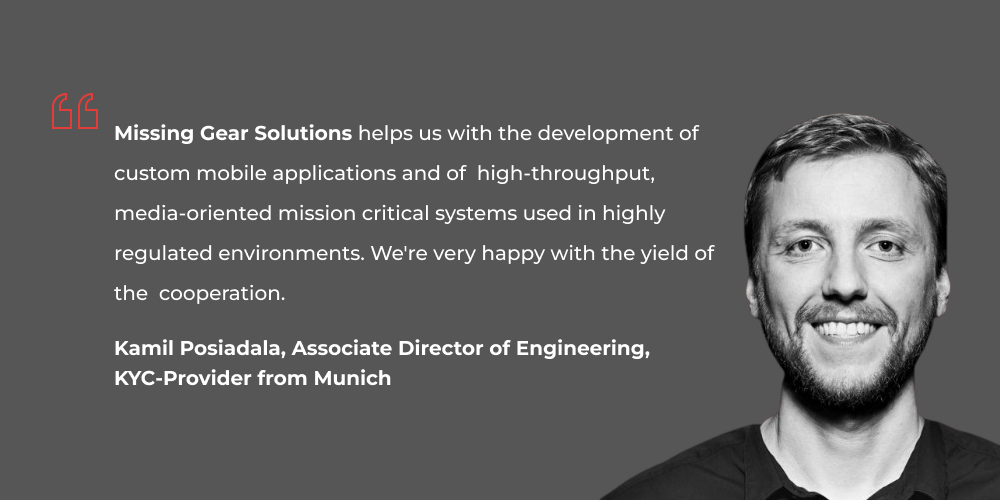 Missing Gear Solutions helps us with the development of
custom mobile applications and of  high-throughput,
media-oriented mission critical systems used in highly
regulated environments. We're very happy with the yield of
the  cooperation.
Kamil Posiadala, Associate Director of Engineering,
KYC-Provider from Munich